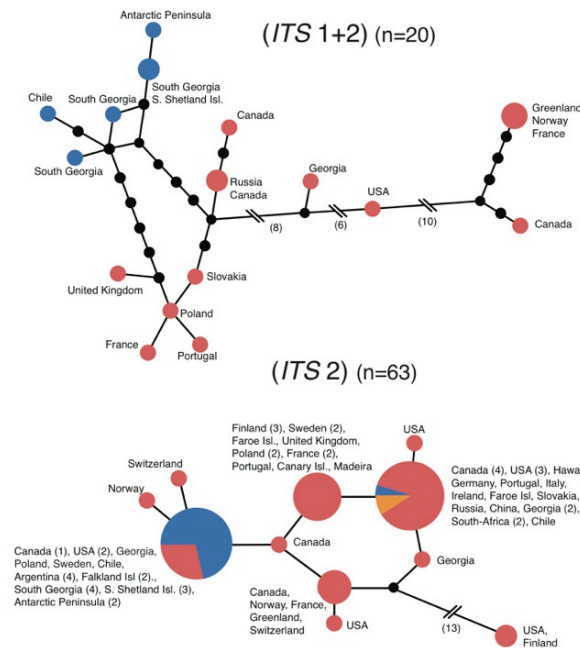 (ITS 1+2) (n=20)
Antarctic Peninsula
South Georgia
S. Shetland Isl.
Chile
South Georgia
South Georgia
Canada
Russia
Canada
Georgia
USA
Greenland
Norway
France
Canada
(8)
(6)
(10)
Slovakia
United Kingdom
Poland
France
Portugal
(ITS 2) (n=63)
Finland (3), Sweden (2),
Faroe Isl., United Kingdom,
Poland (2), France (2),
Portugal, Canary Isl., Madeira
USA
Canada (4), USA (3), Hawa
Germany, Portugal, Italy,
Ireland, Faroe Isl, Slovakia,
Russia, China, Georgia (2),
South-Africa (2), Chile
Switzerland
Norway
Canada
Georgia
Canada (1), USA (2), Georgia,
Poland, Sweden, Chile,
Argentina (4), Falkland Isl (2).,
South Georgia (4), S. Shetland Isl. (3),
Antarctic Peninsula (2)
Canada,
Norway, France,
Greenland,
Switzerland
USA
(13)
USA,
Finland